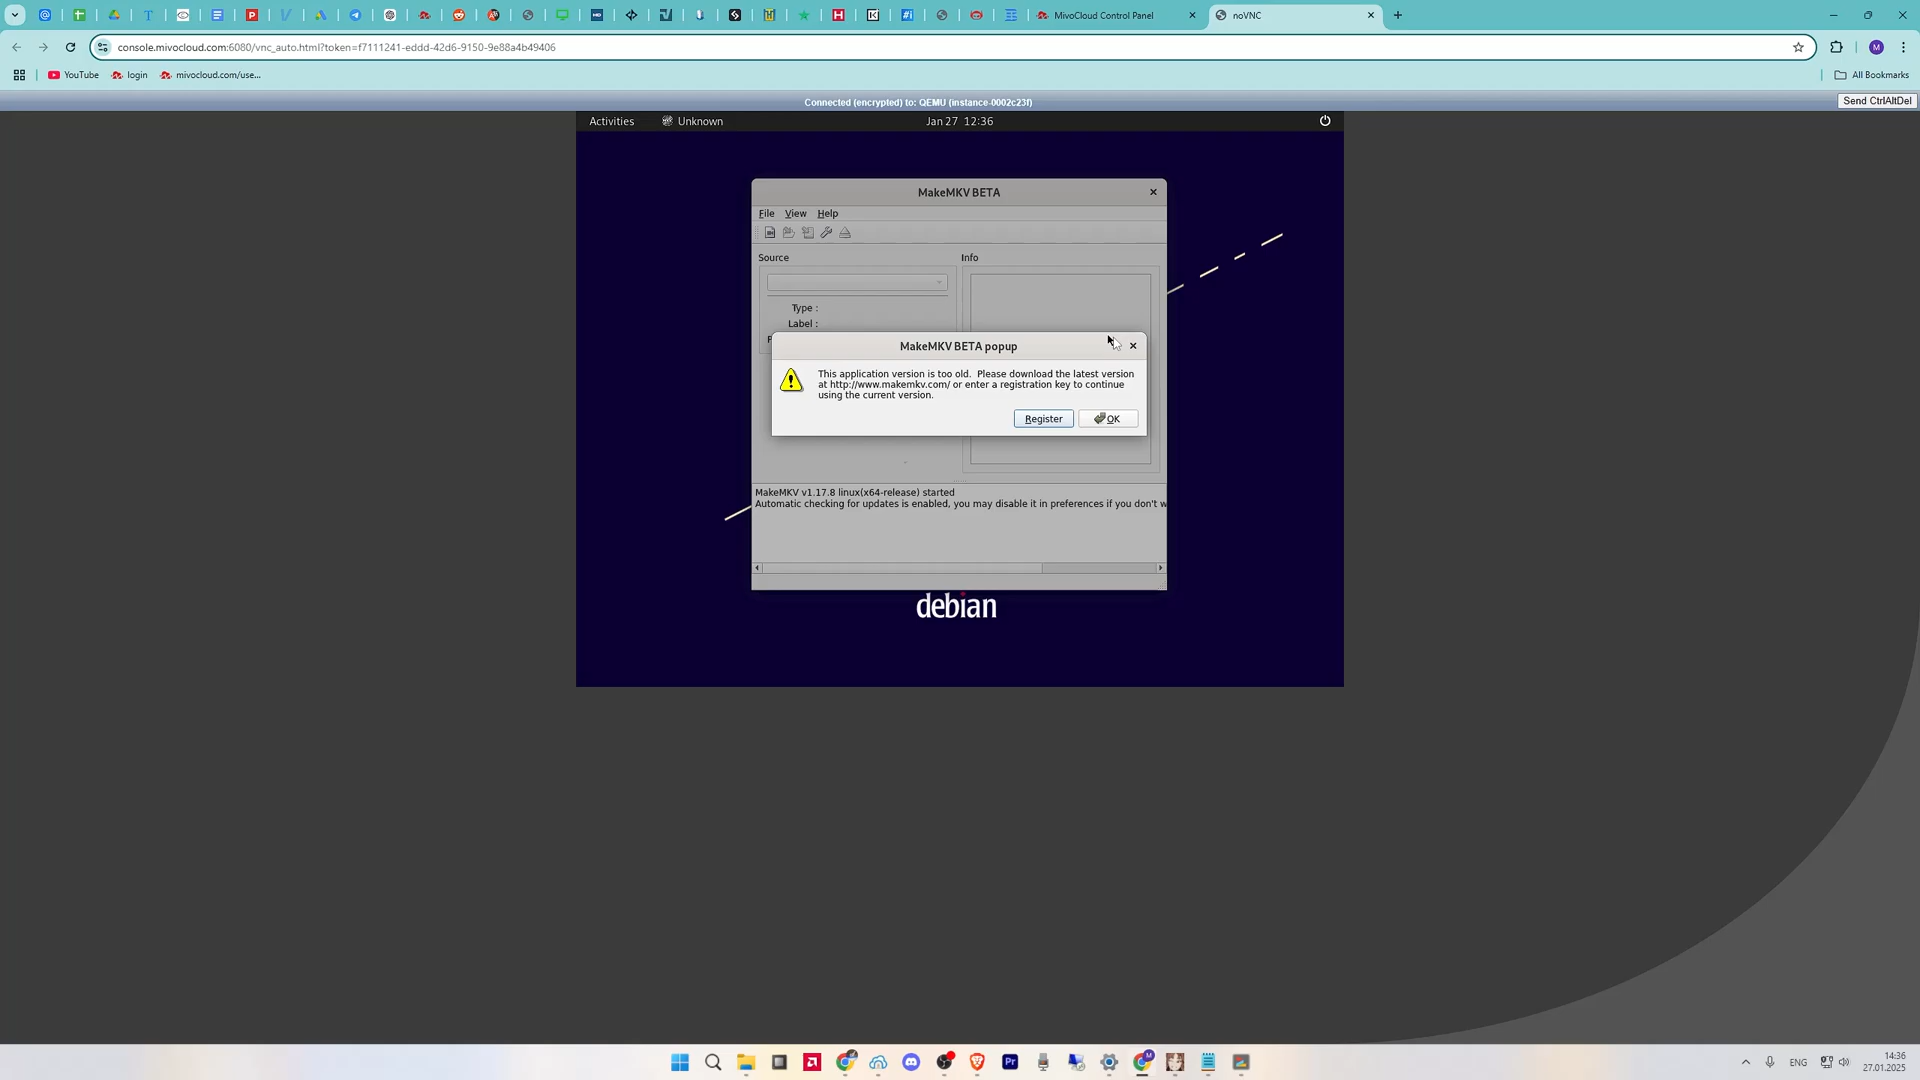 MivoCloud Control Panel
noVNC
console.mivocloud.com:6080/vnc_auto.html?token=f7111241-eddd-42d6-9150-9e88a4b49406
YouTube
login
mivocloud.com/use...
All Bookmarks
Connected (encrypted) to: QEMU (instance-0002c23f)
Send CtrlAltDel
Activities
Unknown
Jan 27 12:36
MakeMKV BETA
File View Help
Source
Info
Type :
Label :
MakeMKV BETA popup
This application version is too old. Please download the latest version
at http://www.makemkv.com/ or enter a registration key to continue
using the current version.
Register
OK
MakeMKV v1.17.8 linux(x64-release) started
Automatic checking for updates is enabled, you may disable it in preferences if you don't w
debian
ENG
14:36
27.01.2025